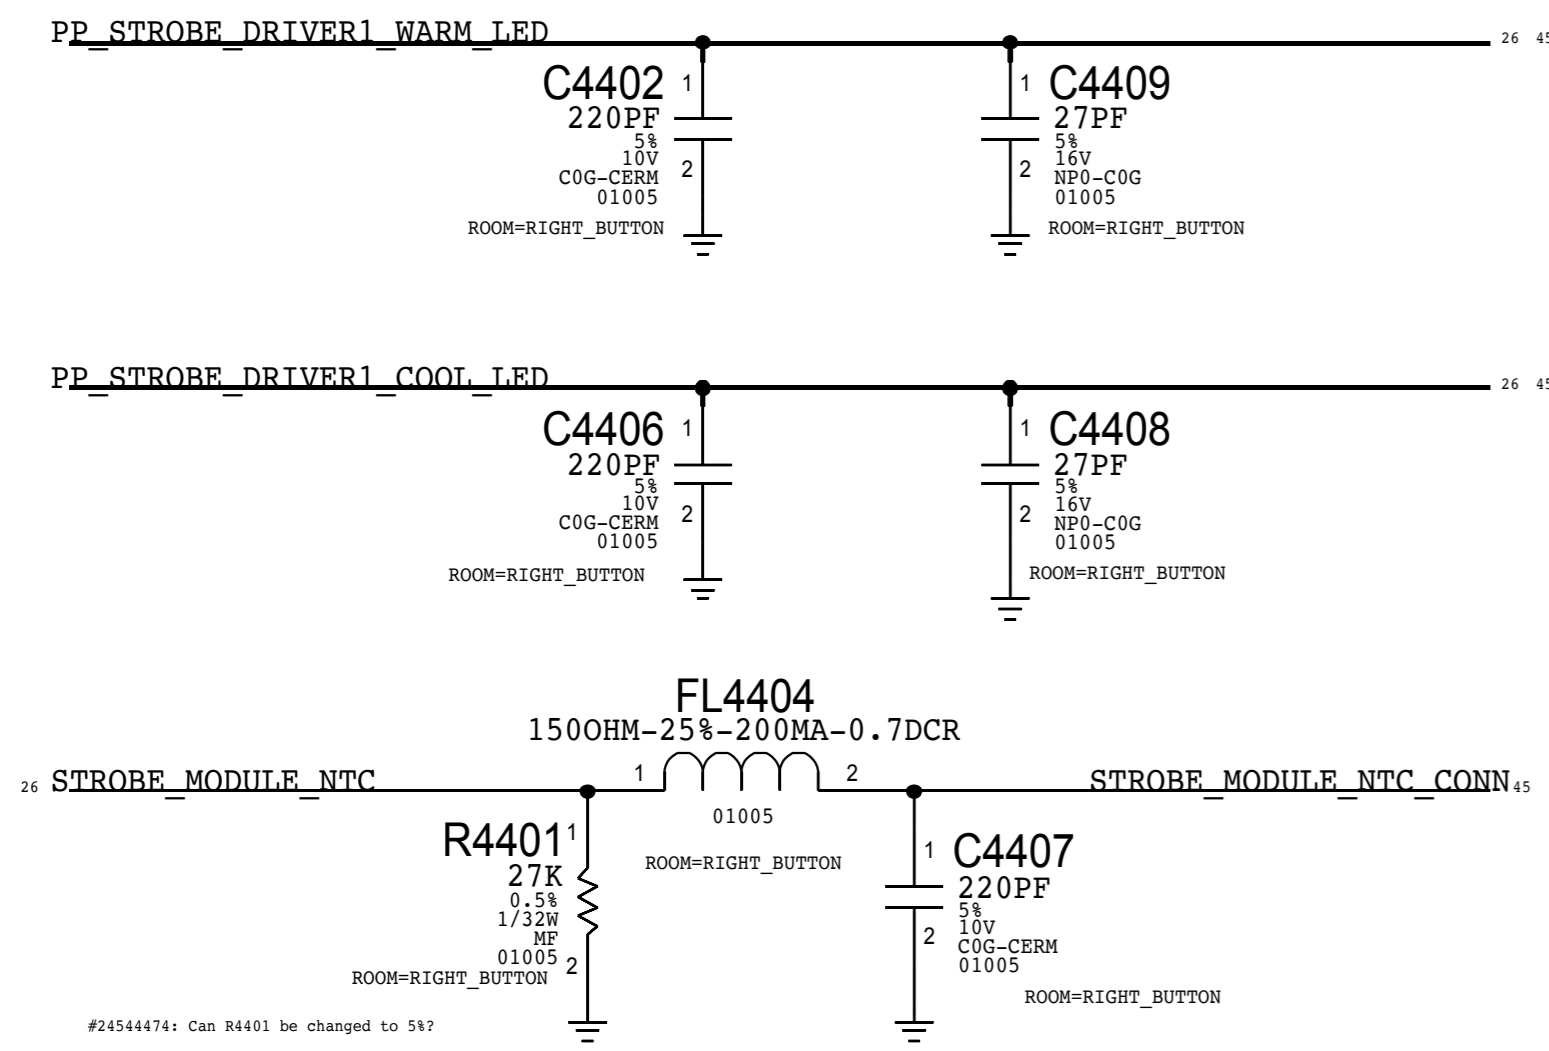 PP_STROBE_DRIVER1_WARM_LED
26 45
C4402
1
220PF
5%
10V
C0G-CERM
01005
2
ROOM=RIGHT_BUTTON
1
C4409
27PF
5%
16V
NP0-C0G
01005
2
ROOM=RIGHT_BUTTON
PP_STROBE_DRIVER1_COOL_LED
26 45
C4406
1
220PF
5%
10V
C0G-CERM
01005
2
ROOM=RIGHT_BUTTON
1
C4408
27PF
5%
16V
NP0-C0G
01005
2
ROOM=RIGHT_BUTTON
FL4404
150OHM-25%-200MA-0.7DCR
26 STROBE_MODULE_NTC
1
2
STROBE_MODULE_NTC_CONN 45
01005
ROOM=RIGHT_BUTTON
R4401
1
27K
0.5%
1/32W
MF
01005
2
ROOM=RIGHT_BUTTON
1
C4407
220PF
5%
10V
C0G-CERM
01005
2
ROOM=RIGHT_BUTTON
#24544474: Can R4401 be changed to 5%?